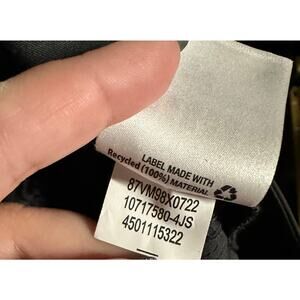 LABEL MADE WITH
Recycled (100%) MATERIAL
87VM98X0722
10717580-4JS
4501115322